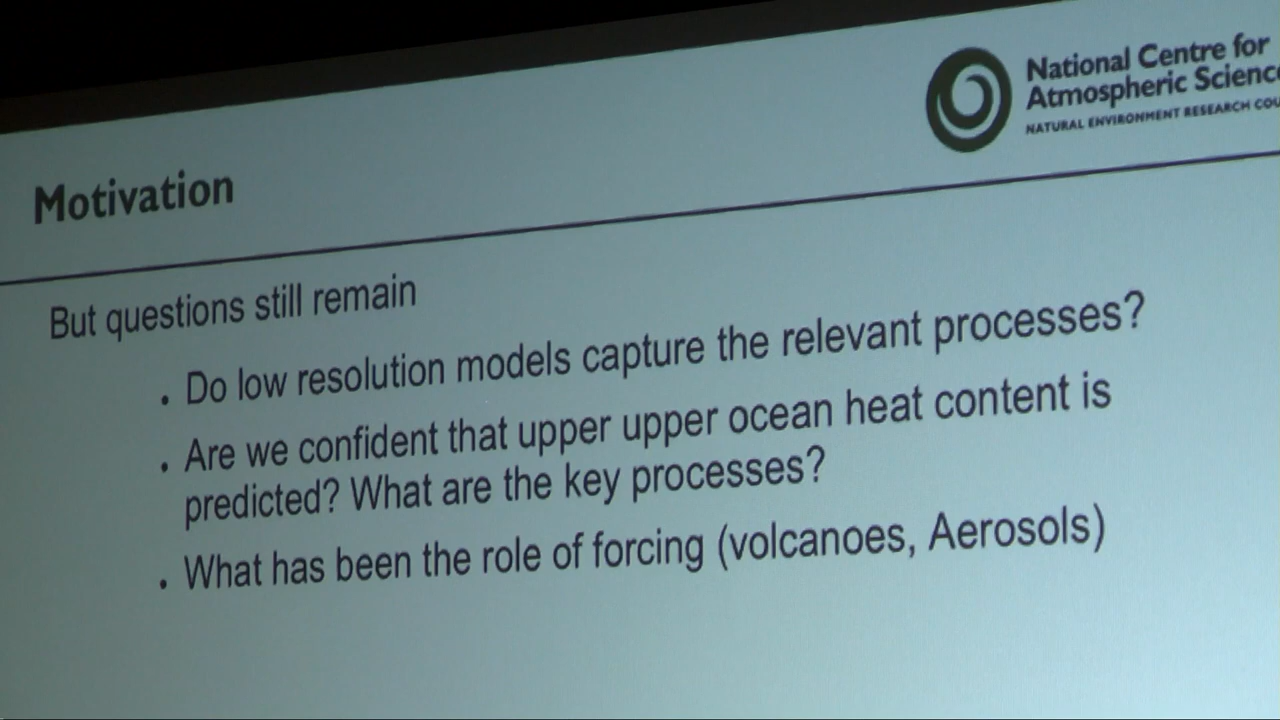 National Centre for
Atmospheric Science
NATURAL ENVIRONMENT RESEARCH
Motivation
But questions still remain
. Do low resolution models capture the relevant processes?
. Are we confident that upper upper ocean heat content is
predicted? What are the key processes?
. What has been the role of forcing (volcanoes, Aerosols)